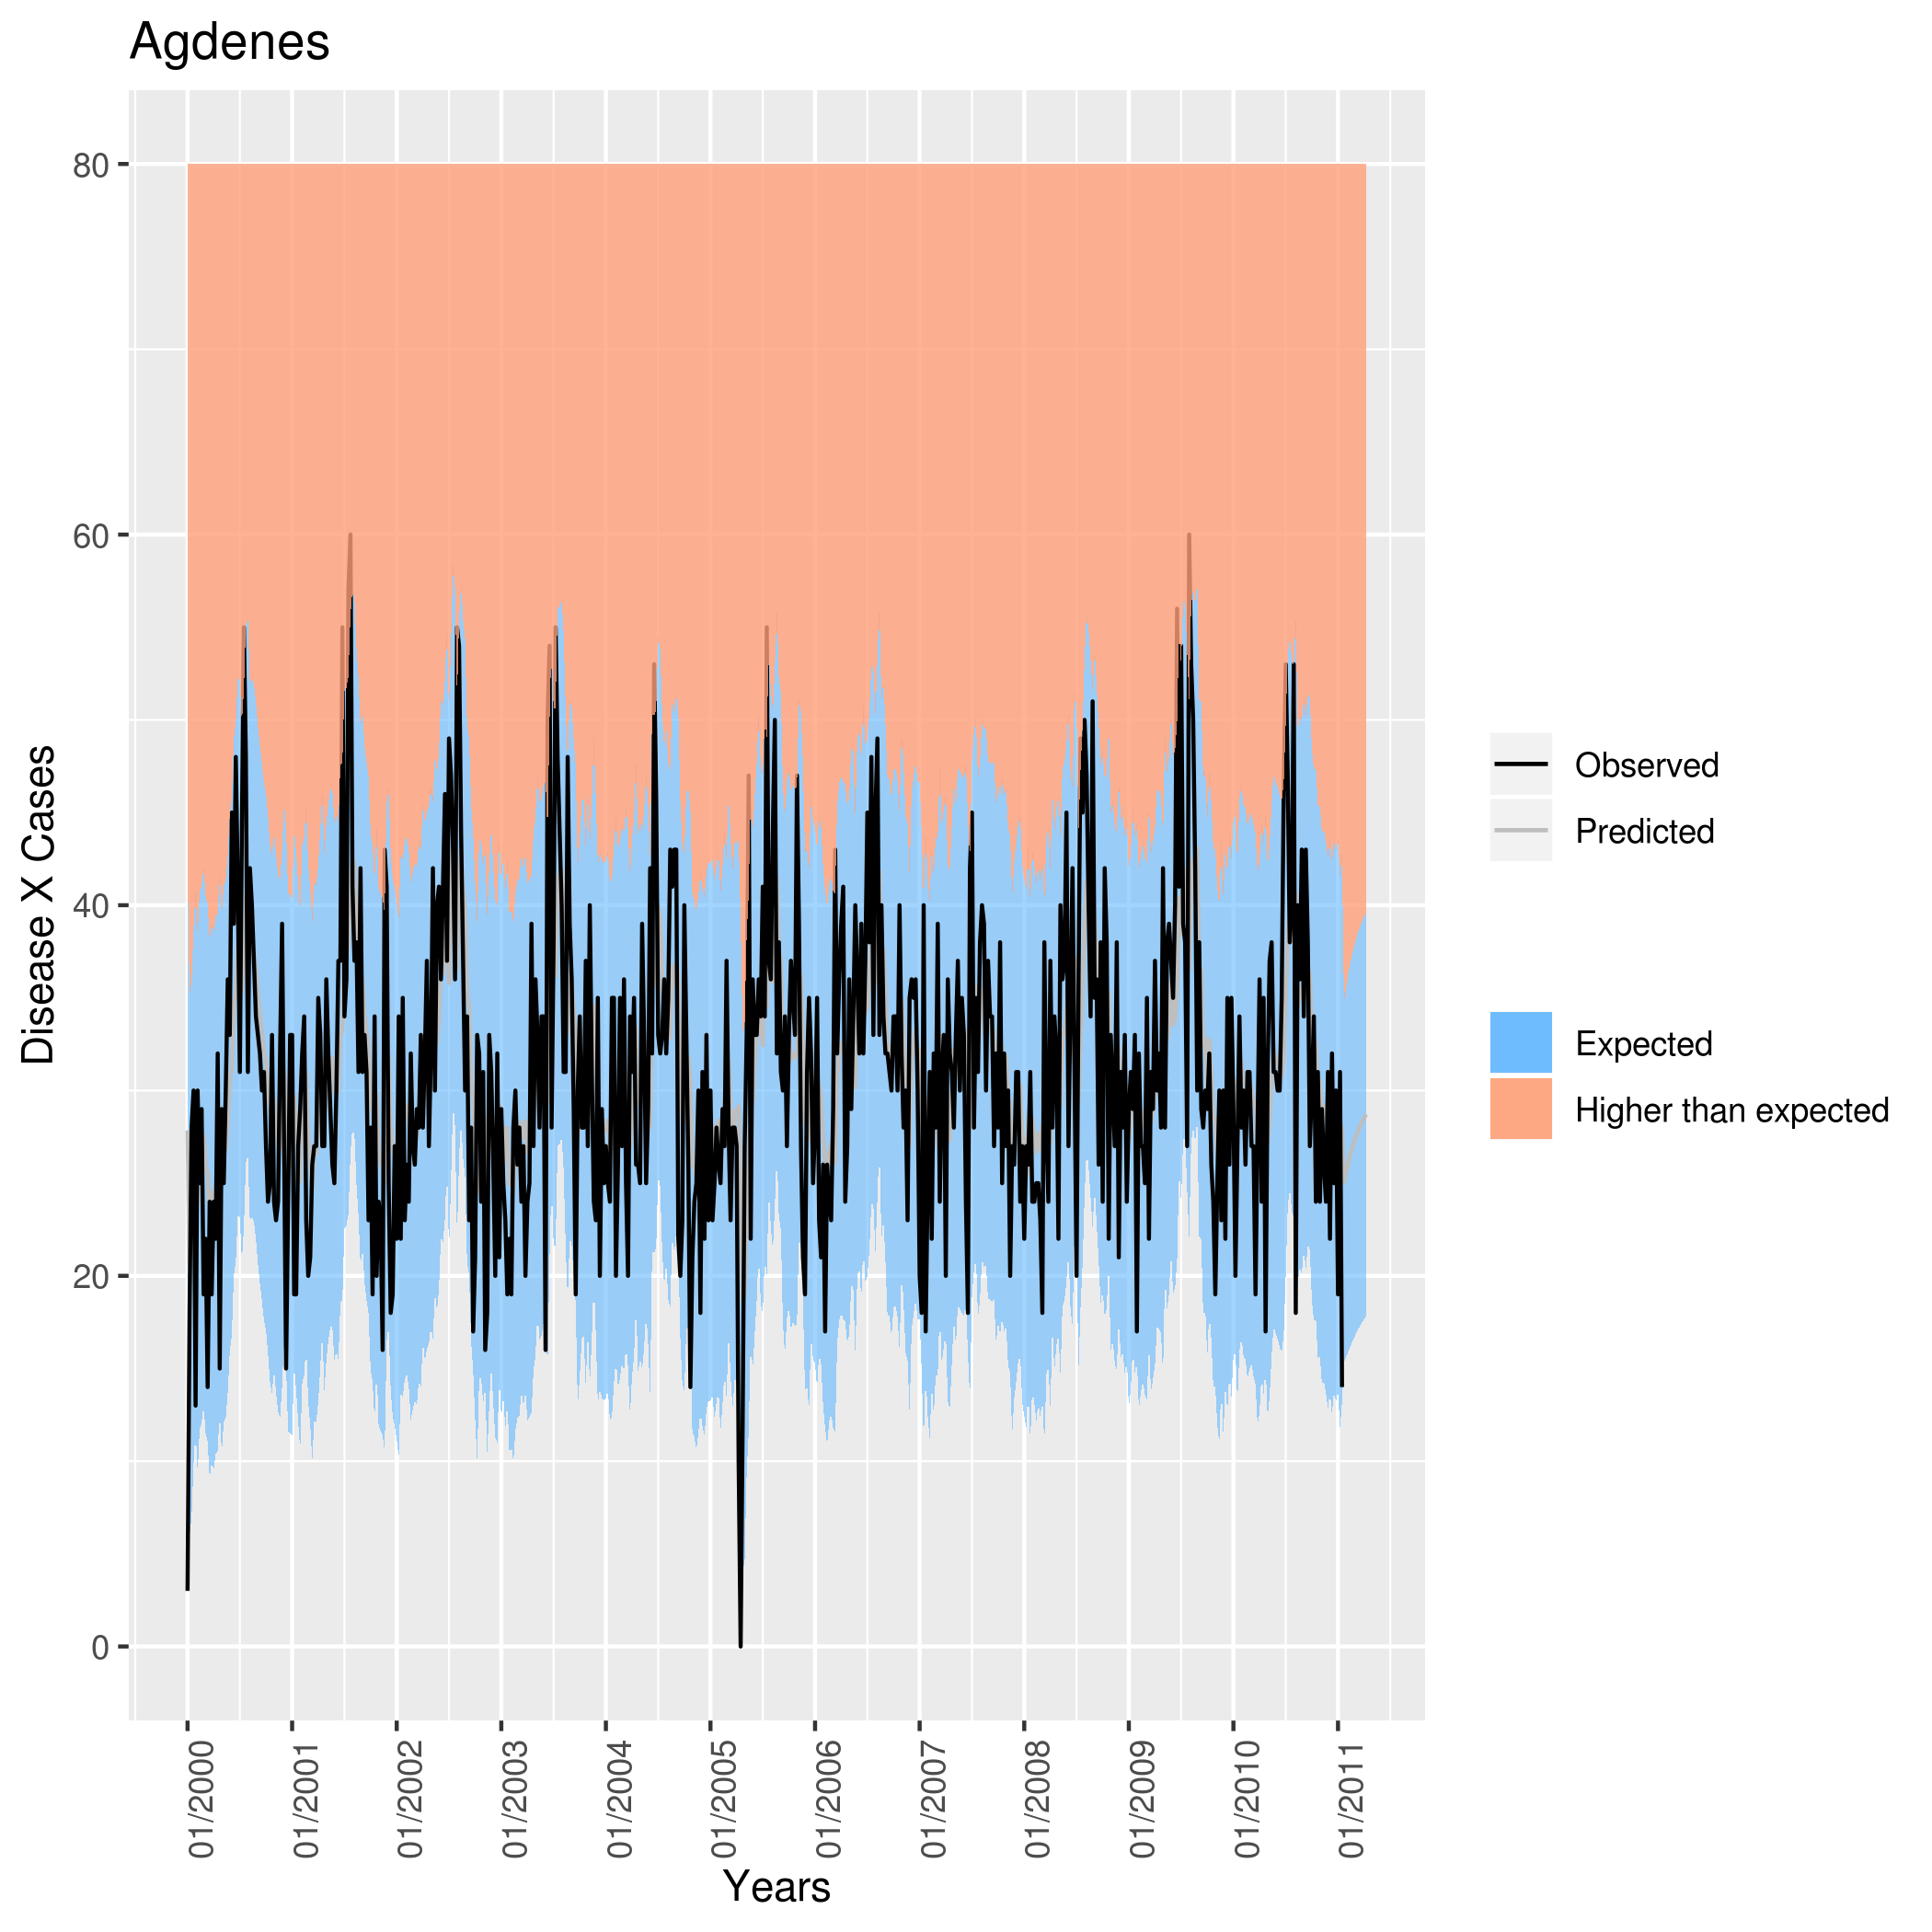 Agdenes
Disease X Cases
80
60
40
20
0
01/2000
01/2001
01/2002
01/2003
01/2004
01/2005
01/2006
01/2007
01/2008
01/2009
01/2010
01/2011
Years
Observed
Predicted
Expected
Higher than expected